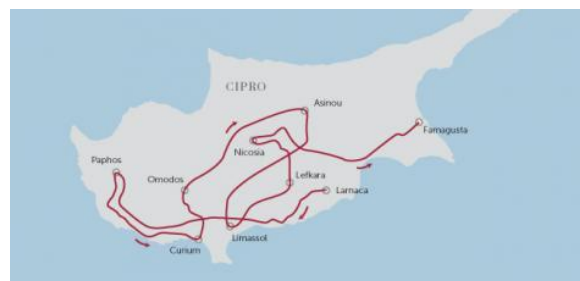 CIPRO
Asinou
Famagusta
Nicosia
Paphos
Lefkara
Omodos
Larnaca
Limassol
Curium